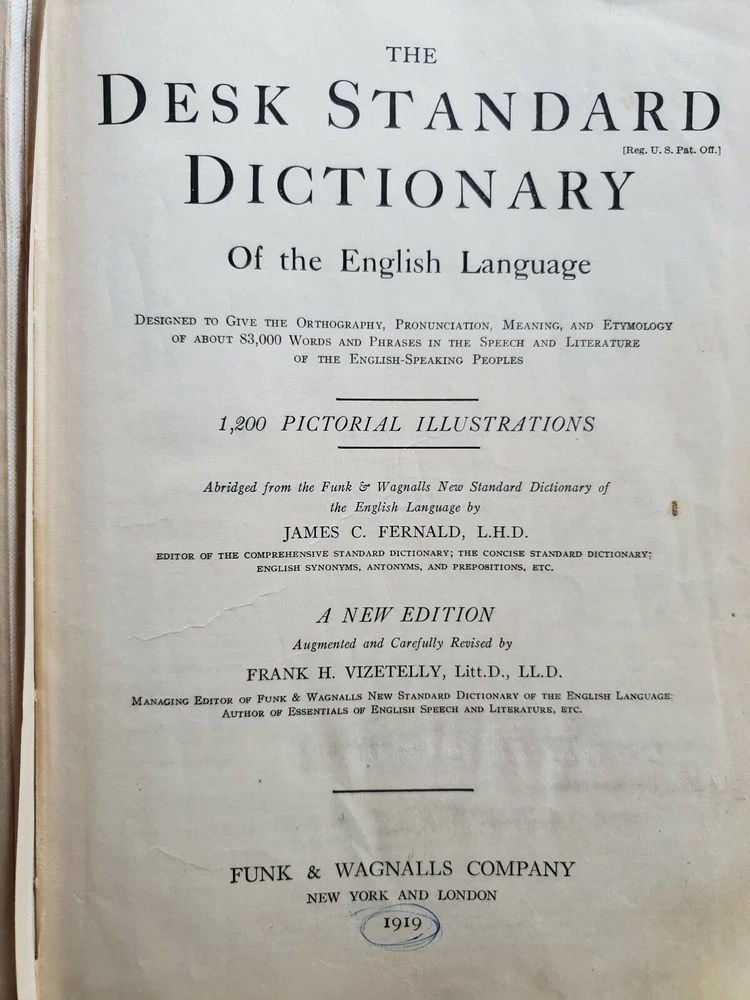 THE
DESK STANDARD
[Reg. U. S. Pat. Off.]
DICTIONARY
Of the English Language
DESIGNED TO GIVE THE ORTHOGRAPHY, PRONUNCIATION, MEANING, AND ETYMOLOGY
OF ABOUT 83,000 WORDS AND PHRASES IN THE SPEECH AND LITERATURE
OF THE ENGLISH-SPEAKING PEOPLES
1,200 PICTORIAL ILLUSTRATIONS
Abridged from the Funk & Wagnalls New Standard Dictionary of
the English Language by
JAMES C. FERNALD, L.H.D.
EDITOR OF THE COMPREHENSIVE STANDARD DICTIONARY; THE CONCISE STANDARD DICTIONARY;
ENGLISH SYNONYMS, ANTONYMS, AND PREPOSITIONS, ETC.
A NEW EDITION
Augmented and Carefully Revised by
FRANK H. VIZETELLY, Litt.D., LL.D.
MANAGING EDITOR OF FUNK & WAGNALLS NEW STANDARD DICTIONARY OF THE ENGLISH LANGUAGE;
AUTHOR OF ESSENTIALS OF ENGLISH SPEECH AND LITERATURE, ETC.
FUNK & WAGNALLS COMPANY
NEW YORK AND LONDON
1919